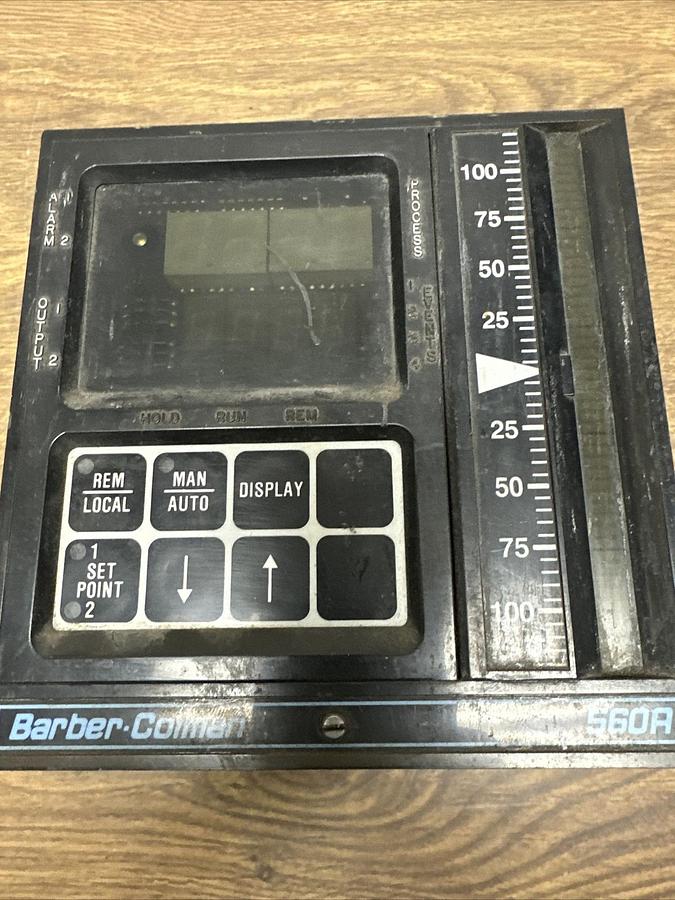 ALARM 1
2
OUTPUT 1
2
PROCESS
EVENTS
1
2
3
4
HOLD RUN REM
REM
LOCAL
MAN
AUTO
DISPLAY
1
SET
POINT
2
↓
↑
100
75
50
25
25
50
75
100
Barber-Colman
560A